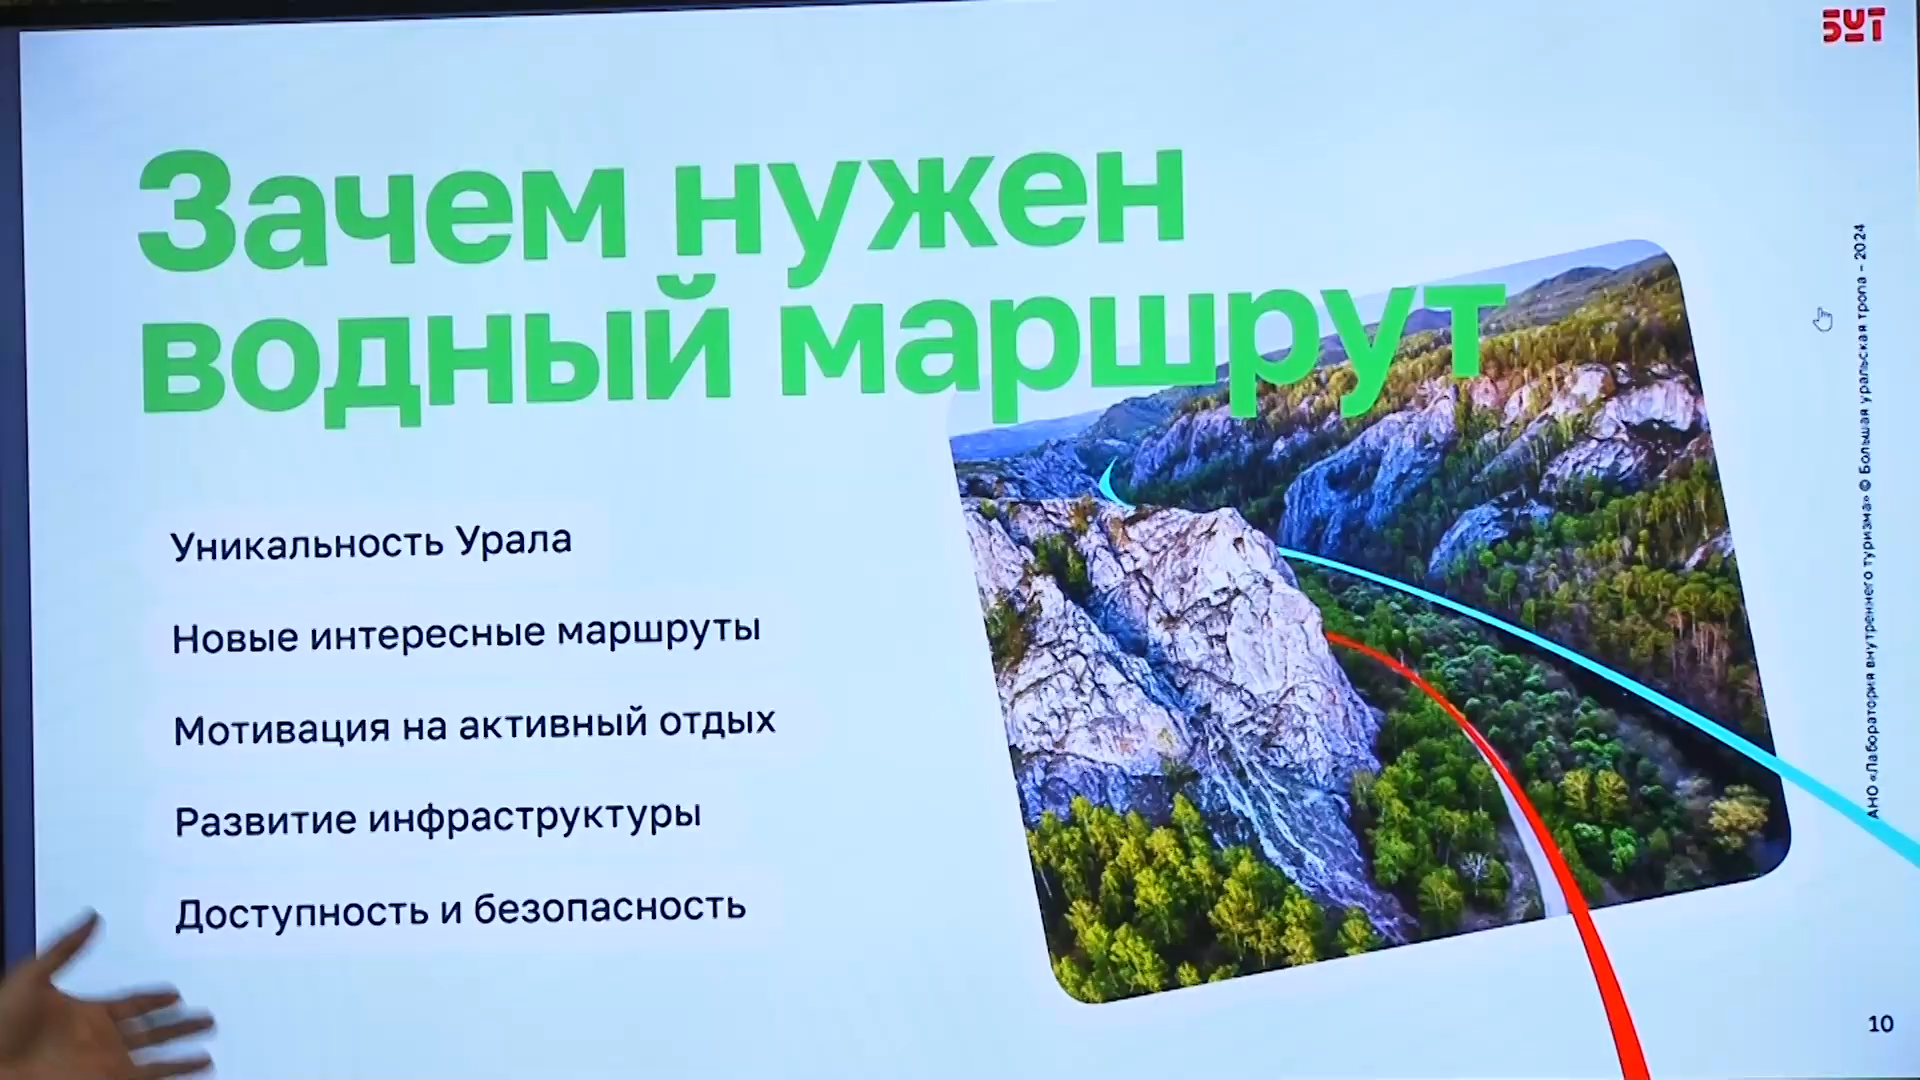 БУТ
Зачем нужен
водный маршрут
Уникальность Урала
Новые интересные маршруты
Мотивация на активный отдых
Развитие инфраструктуры
Доступность и безопасность
АНО «Лаборатория внутреннего туризма» © Большая уральская тропа – 2024
10